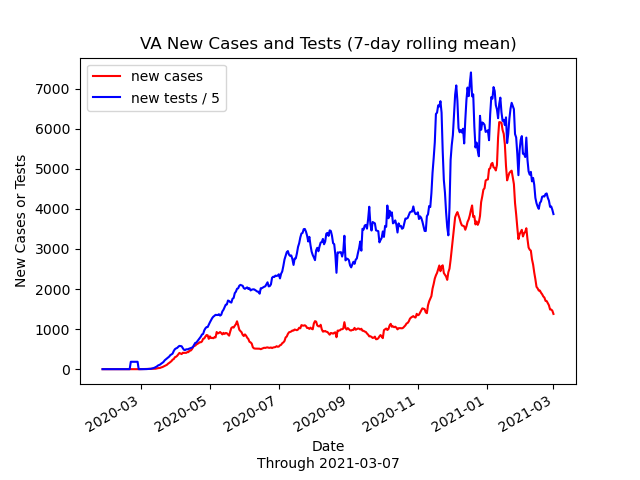 VA New Cases and Tests (7-day rolling mean)
new cases
new tests / 5
New Cases or Tests
7000
6000
5000
4000
3000
2000
1000
0
2020-03
2020-05
2020-07
2020-09
2020-11
2021-01
2021-03
Date
Through 2021-03-07